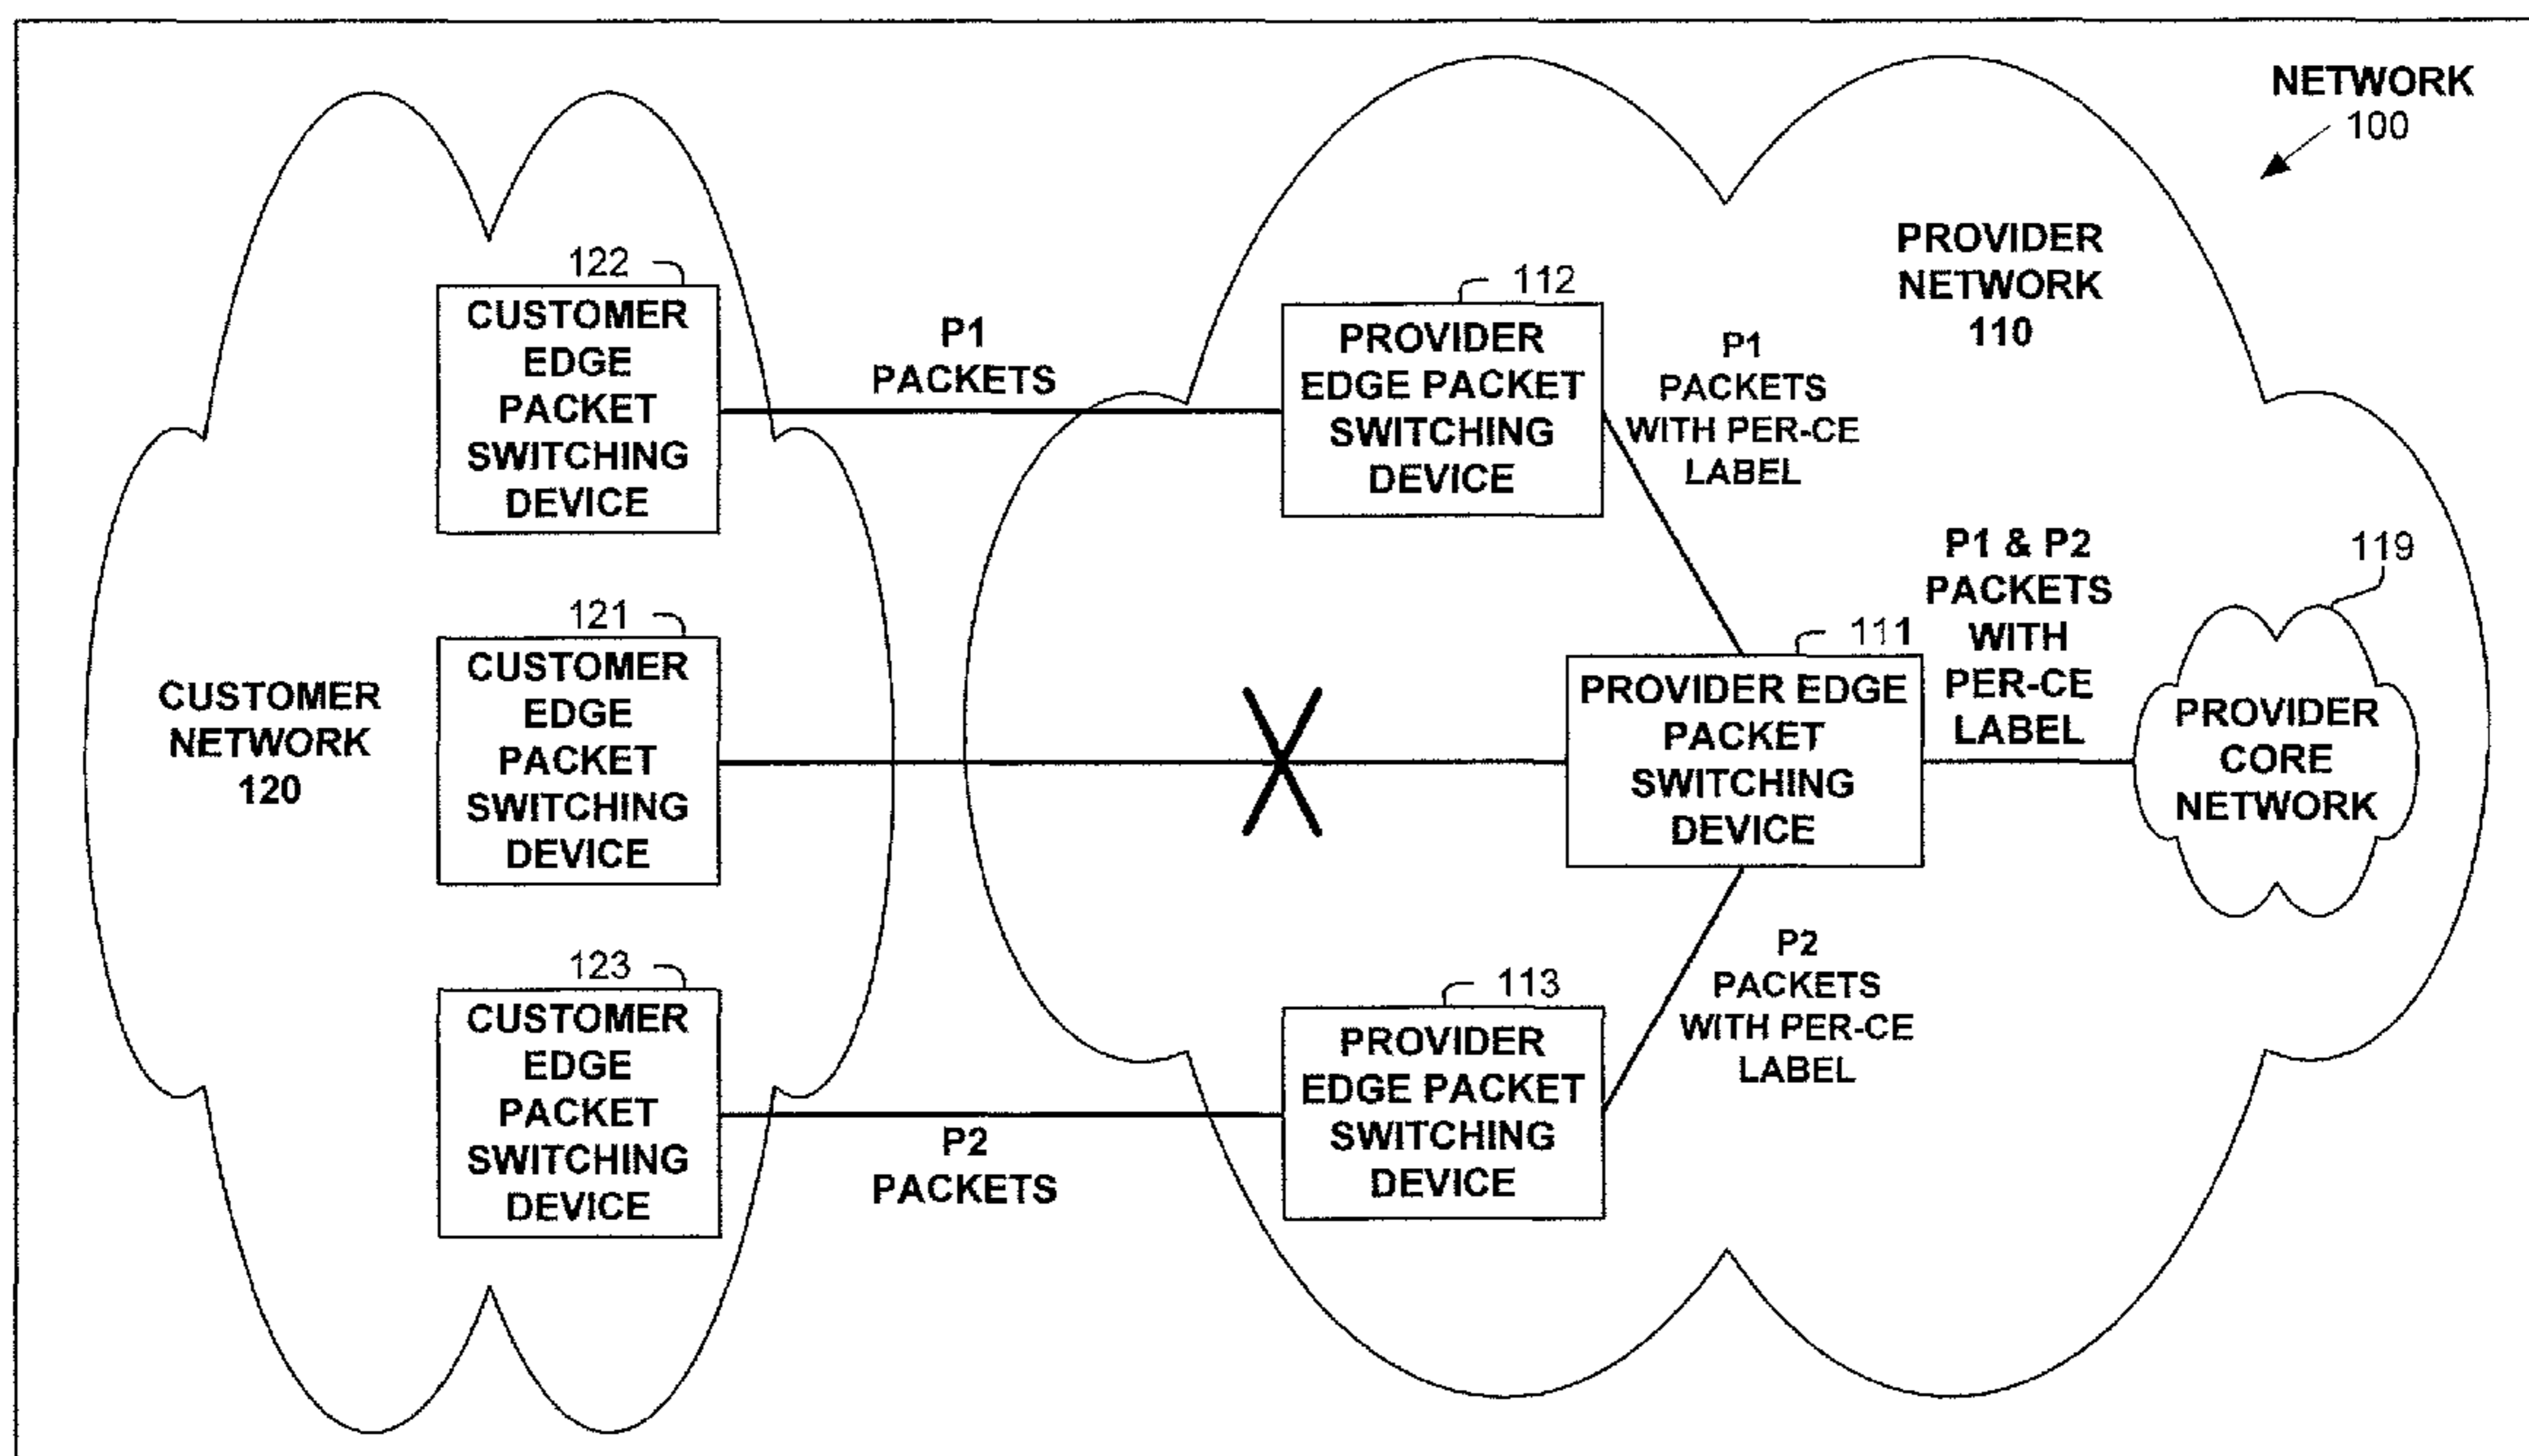 NETWORK
100
PROVIDER
NETWORK
110
122
CUSTOMER
EDGE
PACKET
SWITCHING
DEVICE
P1
PACKETS
112
PROVIDER
EDGE PACKET
SWITCHING
DEVICE
P1
PACKETS
WITH PER-CE
LABEL
P1 & P2
PACKETS
WITH
PER-CE
LABEL
119
PROVIDER
CORE
NETWORK
CUSTOMER
NETWORK
120
121
CUSTOMER
EDGE
PACKET
SWITCHING
DEVICE
111
PROVIDER EDGE
PACKET
SWITCHING
DEVICE
123
CUSTOMER
EDGE
PACKET
SWITCHING
DEVICE
P2
PACKETS
113
PROVIDER
EDGE PACKET
SWITCHING
DEVICE
P2
PACKETS
WITH PER-CE
LABEL